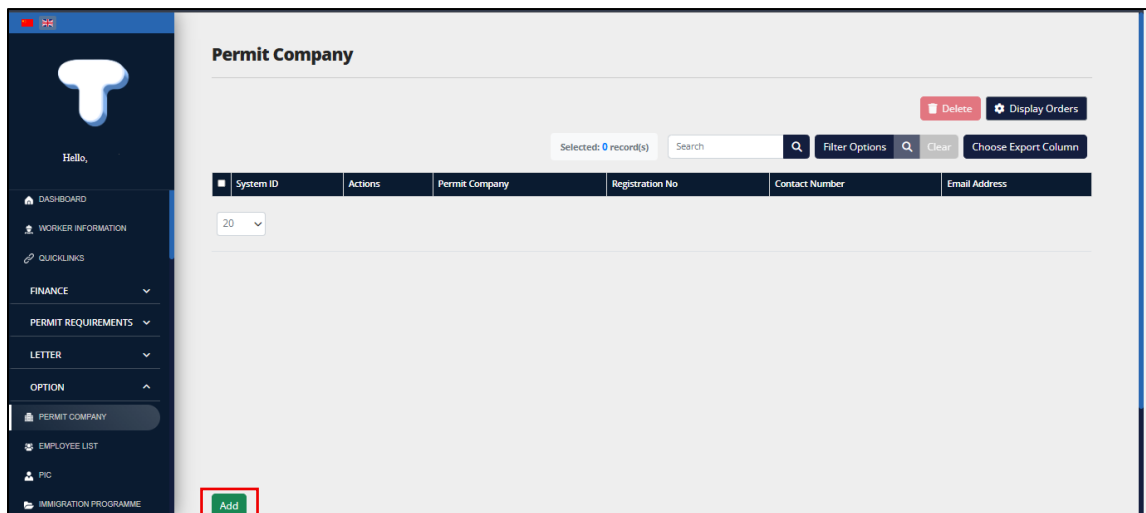 T
Hello,
DASHBOARD
WORKER INFORMATION
QUICKLINKS
FINANCE
PERMIT REQUIREMENTS
LETTER
OPTION
PERMIT COMPANY
EMPLOYEE LIST
PIC
IMMIGRATION PROGRAMME
Permit Company
Delete
Display Orders
Selected: 0 record(s)
Search
Filter Options
Clear
Choose Export Column
System ID
Actions
Permit Company
Registration No
Contact Number
Email Address
20
Add